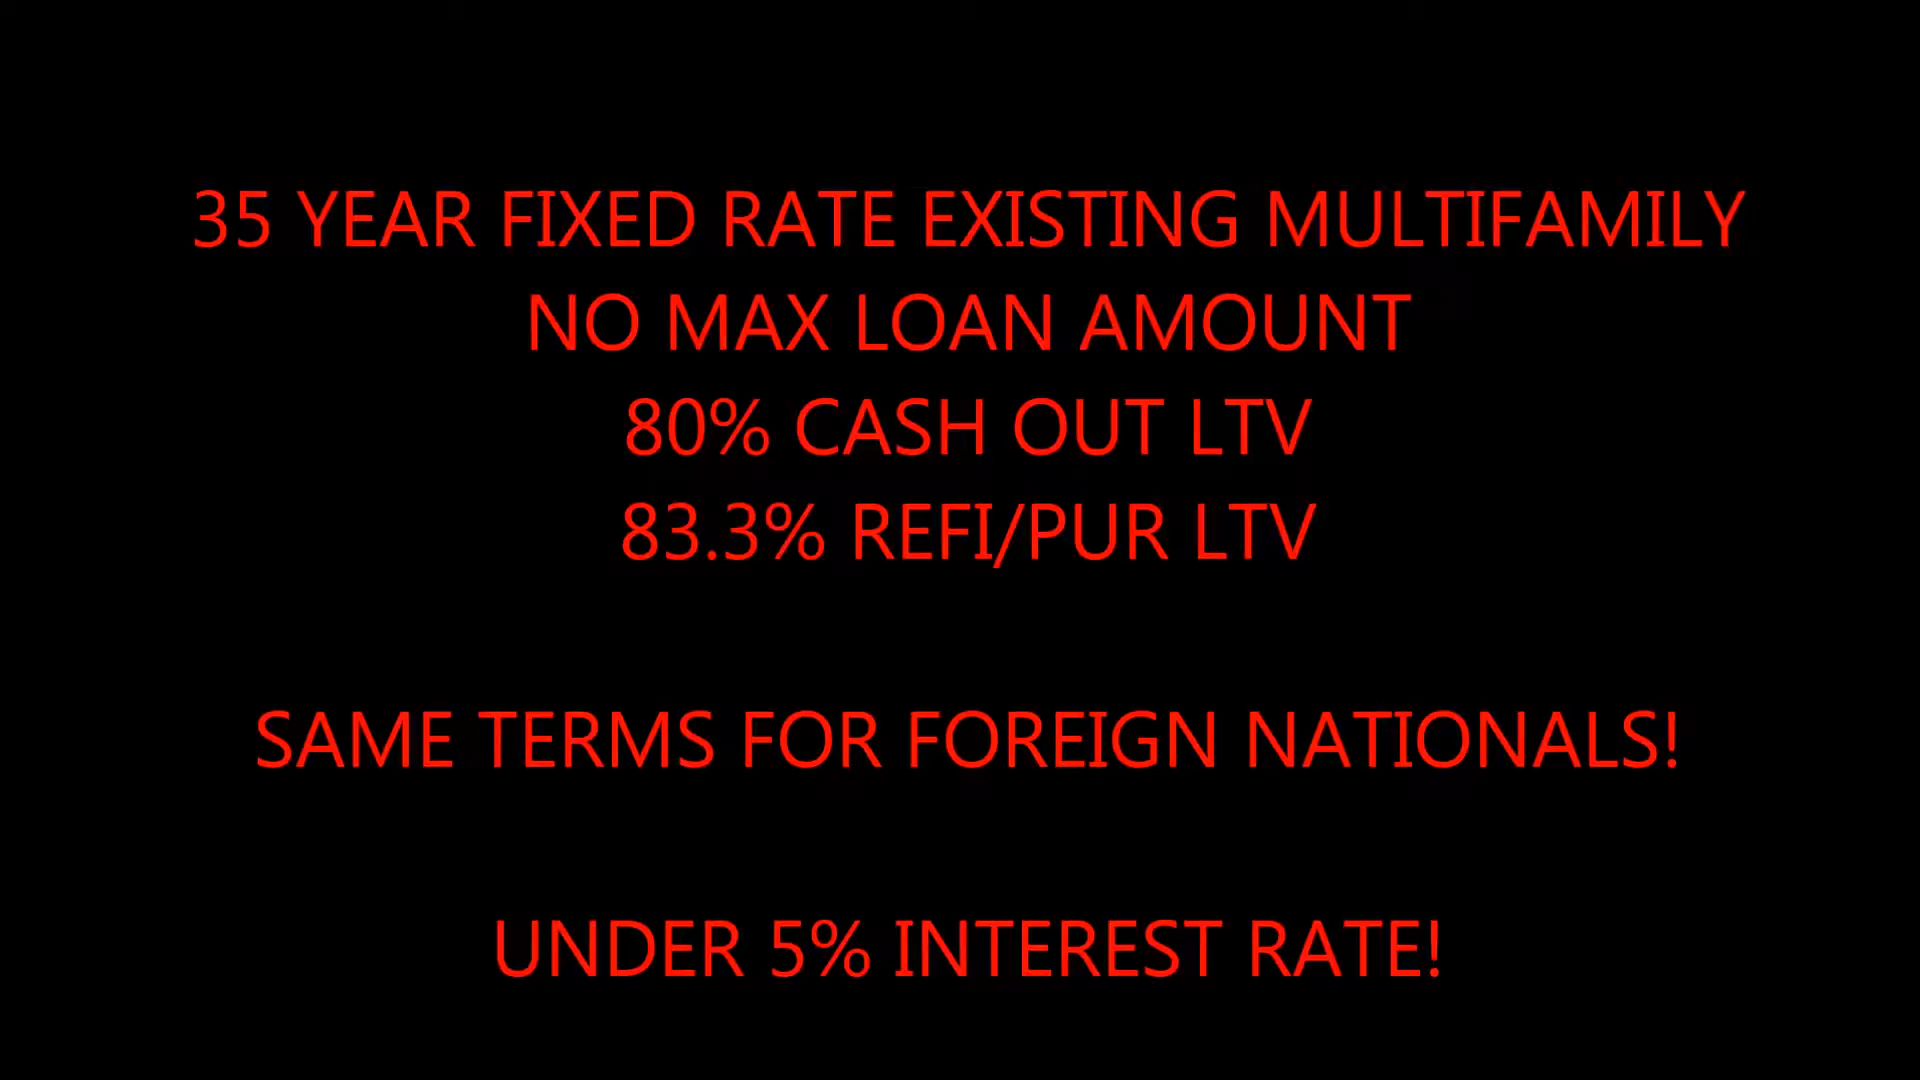 35 YEAR FIXED RATE EXISTING MULTIFAMILY
NO MAX LOAN AMOUNT
80% CASH OUT LTV
83.3% REFI/PUR LTV
SAME TERMS FOR FOREIGN NATIONALS!
UNDER 5% INTEREST RATE!